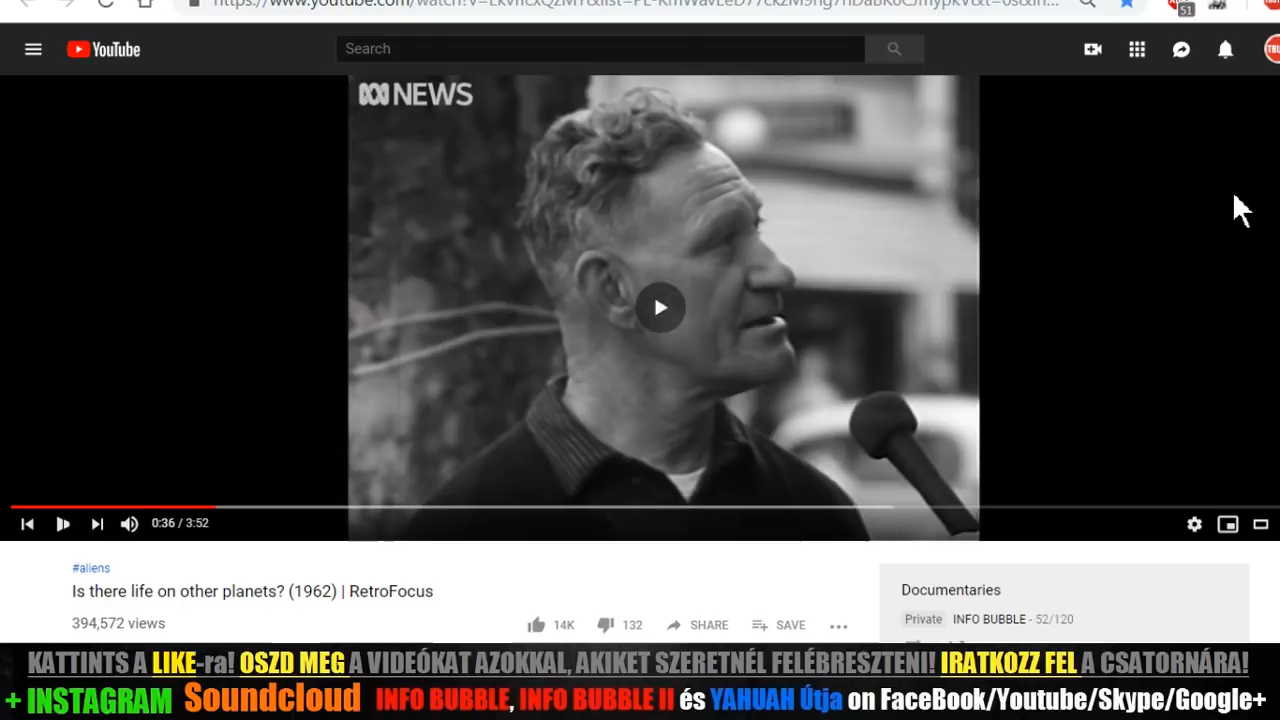 51
YouTube
Search
TRU
NEWS
0:36 / 3:52
#aliens
Is there life on other planets? (1962) | RetroFocus
394,572 views
14K
132
SHARE
SAVE
Documentaries
Private INFO BUBBLE - 52/120
KATTINTS A LIKE-ra! OSZD MEG A VIDEÓKAT AZOKKAL, AKIKET SZERETNÉL FELÉBRESZTENI! IRATKOZZ FEL A CSATORNÁRA!
+ INSTAGRAM Soundcloud INFO BUBBLE, INFO BUBBLE II és YAHUAH Útja on FaceBook/Youtube/Skype/Google+